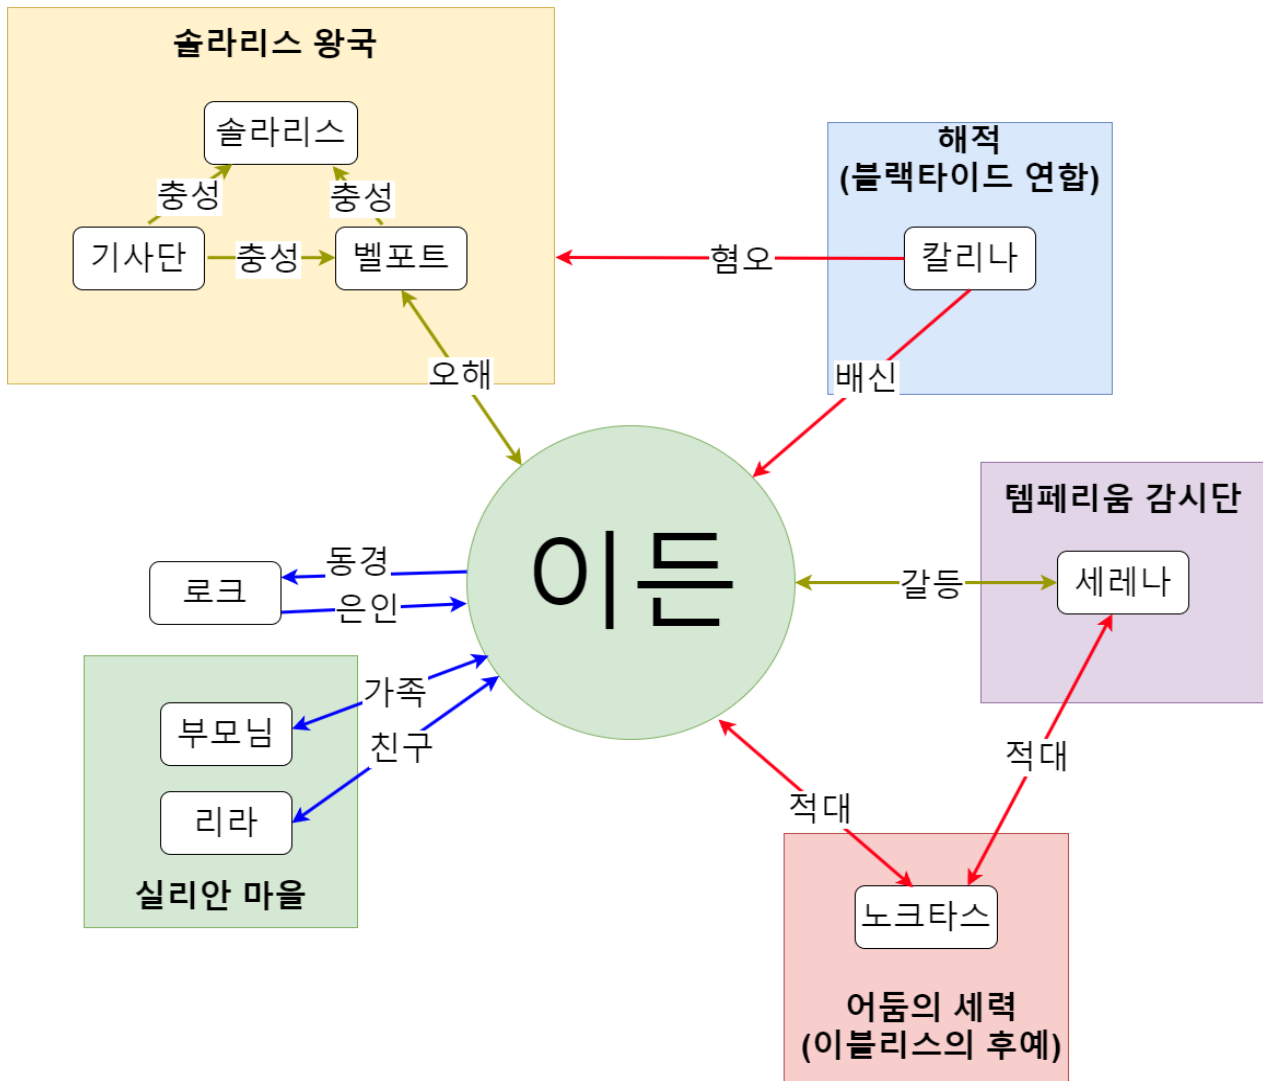 솔라리스 왕국
솔라리스
충성
충성
기사단
충성
벨포트
해적
(블랙타이드 연합)
칼리나
혐오
배신
오해
이든
템페리움 감시단
세레나
갈등
로크
동경
은인
부모님
가족
리라
친구
실리안 마을
적대
적대
노크타스
어둠의 세력
(이블리스의 후예)